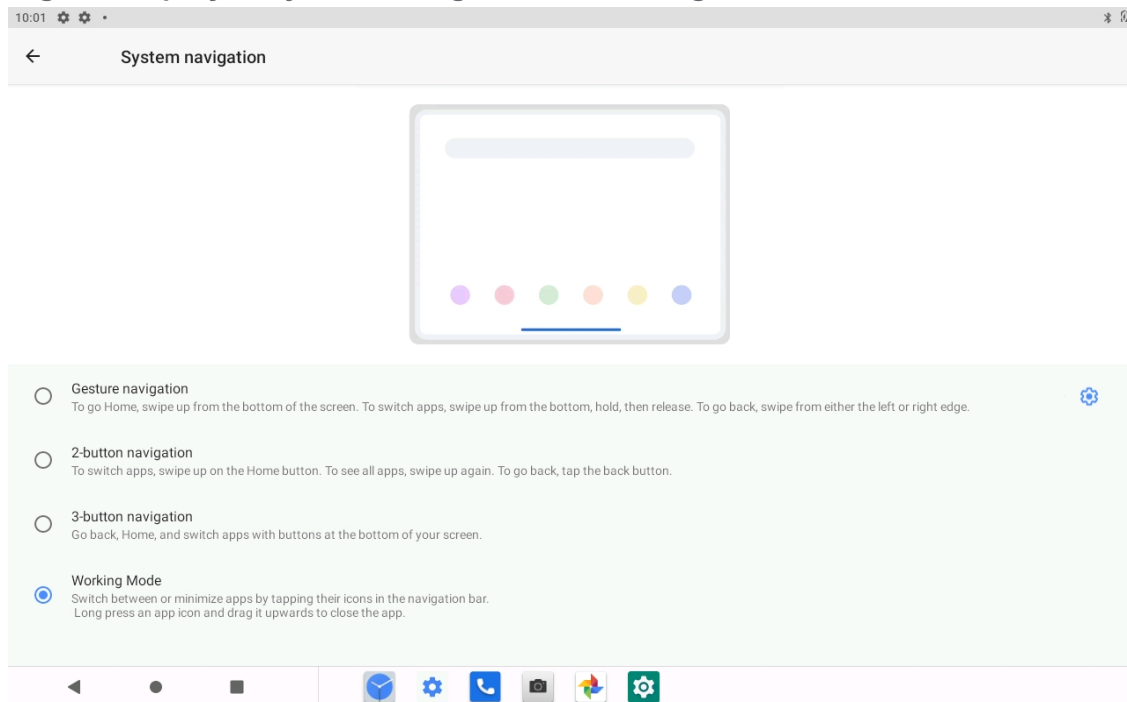 10:01
System navigation
Gesture navigation
To go Home, swipe up from the bottom of the screen. To switch apps, swipe up from the bottom, hold, then release. To go back, swipe from either the left or right edge.
2-button navigation
To switch apps, swipe up on the Home button. To see all apps, swipe up again. To go back, tap the back button.
3-button navigation
Go back, Home, and switch apps with buttons at the bottom of your screen.
Working Mode
Switch between or minimize apps by tapping their icons in the navigation bar.
Long press an app icon and drag it upwards to close the app.